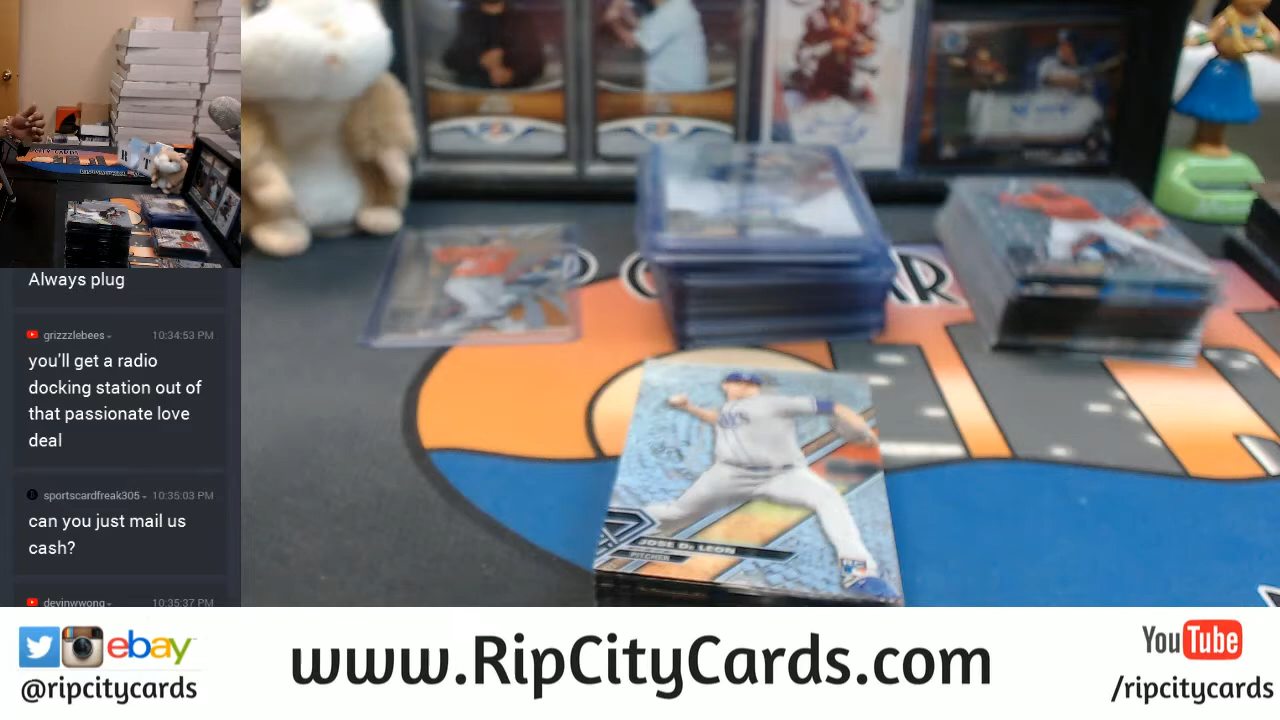 Always plug
grizzzlebees 10:34:53 PM
you'll get a radio
docking station out of
that passionate love
deal
sportscardfreak305 10:35:03 PM
can you just mail us
cash?
devinwwong 10:35:37 PM
JOSE De LEON
PITCHER
ebay
@ripcitycards
www.RipCityCards.com
YouTube
/ripcitycards